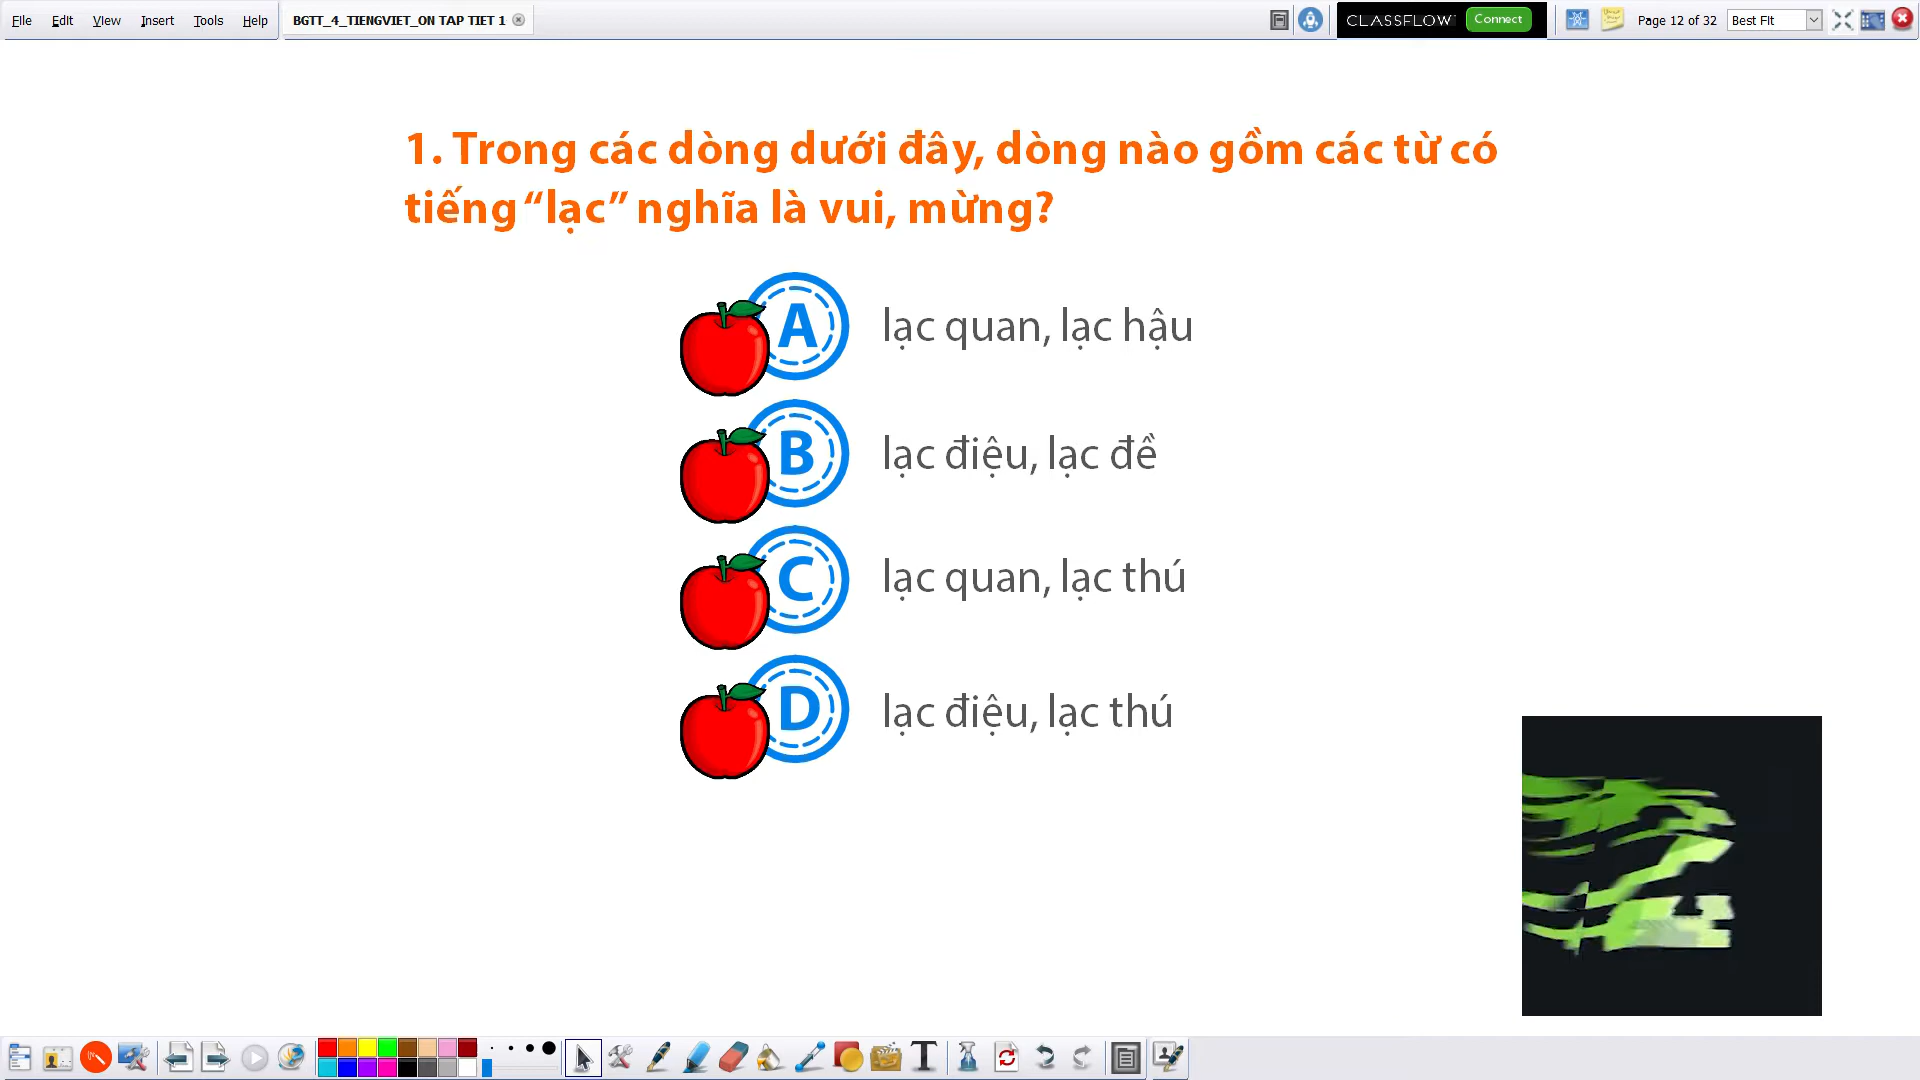 File Edit View Insert Tools Help BGTT_4_TIENGVIET_ON TAP TIET 1 CLASSFLOW Connect Page 12 of 32 Best Fit
1. Trong các dòng dưới đây, dòng nào gồm các từ có
tiếng “lạc” nghĩa là vui, mừng?
A lạc quan, lạc hậu
B lạc điệu, lạc đề
C lạc quan, lạc thú
D lạc điệu, lạc thú
T